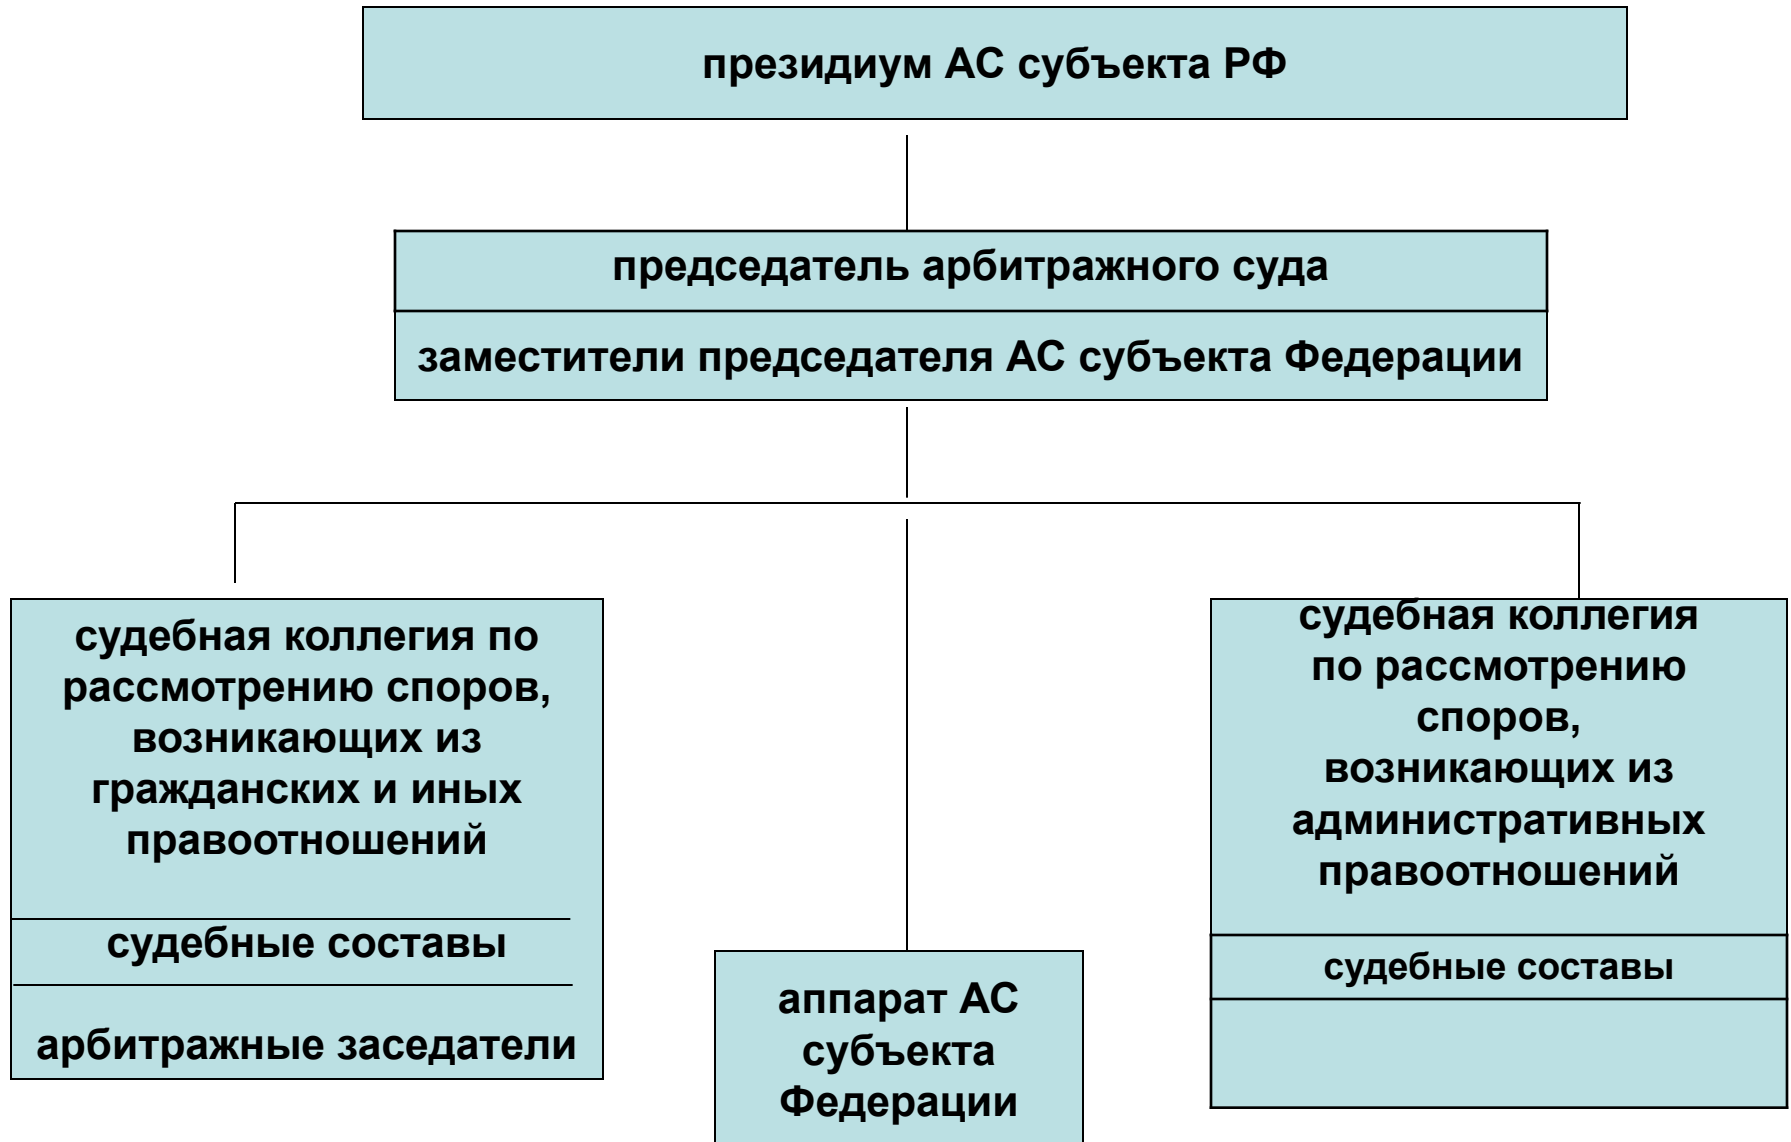 президиум АС субъекта РФ
председатель арбитражного суда
заместители председателя АС субъекта Федерации
судебная коллегия по
рассмотрению споров,
возникающих из
гражданских и иных
правоотношений
судебные составы
арбитражные заседатели
аппарат АС
субъекта
Федерации
судебная коллегия
по рассмотрению
споров,
возникающих из
административных
правоотношений
судебные составы